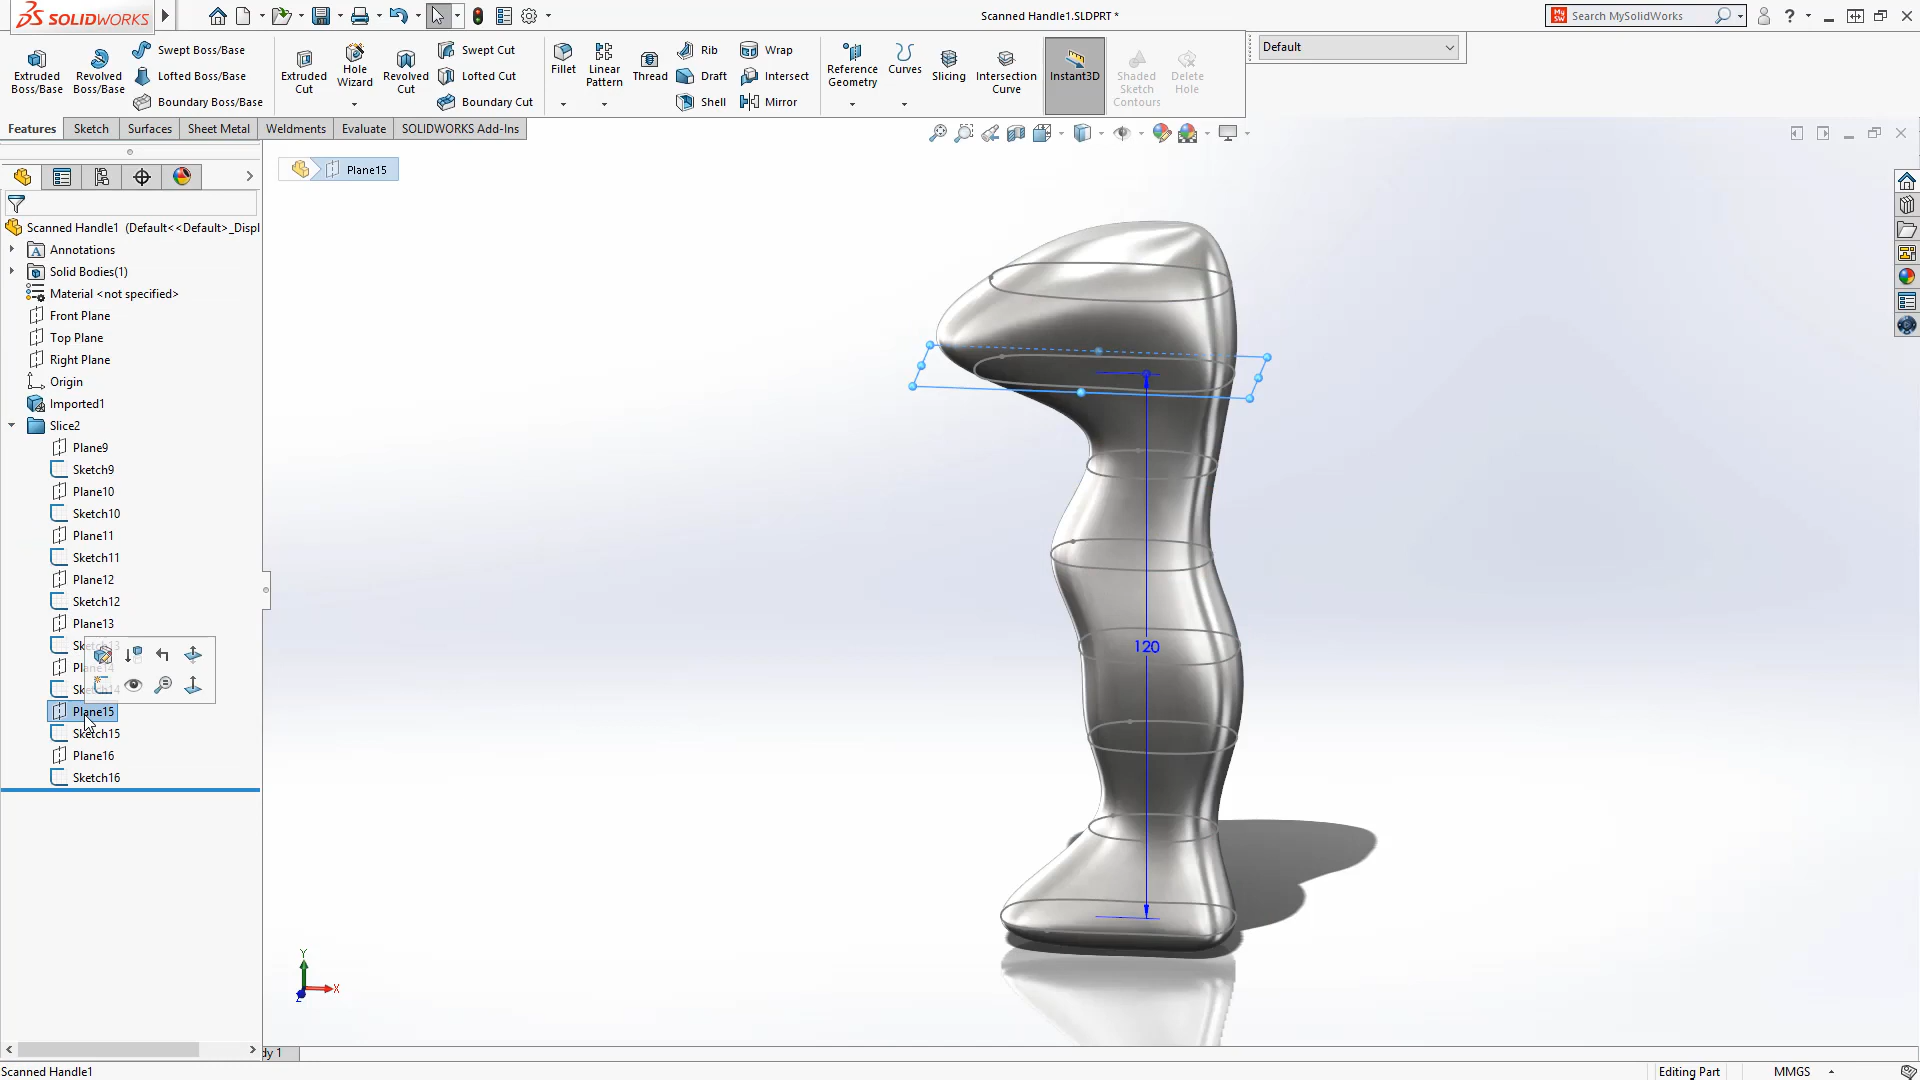 SOLIDWORKS
Scanned Handle1.SLDPRT *
Search MySolidWorks
Extruded Boss/Base
Revolved Boss/Base
Swept Boss/Base
Lofted Boss/Base
Boundary Boss/Base
Extruded Cut
Hole Wizard
Revolved Cut
Swept Cut
Lofted Cut
Boundary Cut
Fillet
Linear Pattern
Thread
Rib
Draft
Shell
Wrap
Intersect
Mirror
Reference Geometry
Curves
Slicing
Intersection Curve
Instant3D
Shaded Sketch Contours
Delete Hole
Default
Features
Sketch
Surfaces
Sheet Metal
Weldments
Evaluate
SOLIDWORKS Add-Ins
Plane15
Scanned Handle1 (Default<<Default>_Displ
Annotations
Solid Bodies(1)
Material <not specified>
Front Plane
Top Plane
Right Plane
Origin
Imported1
Slice2
Plane9
Sketch9
Plane10
Sketch10
Plane11
Sketch11
Plane12
Sketch12
Plane13
Sketch13
Plane14
Sketch14
Plane15
Sketch15
Plane16
Sketch16
120
Y
X
Z
dy 1
Scanned Handle1
Editing Part
MMGS